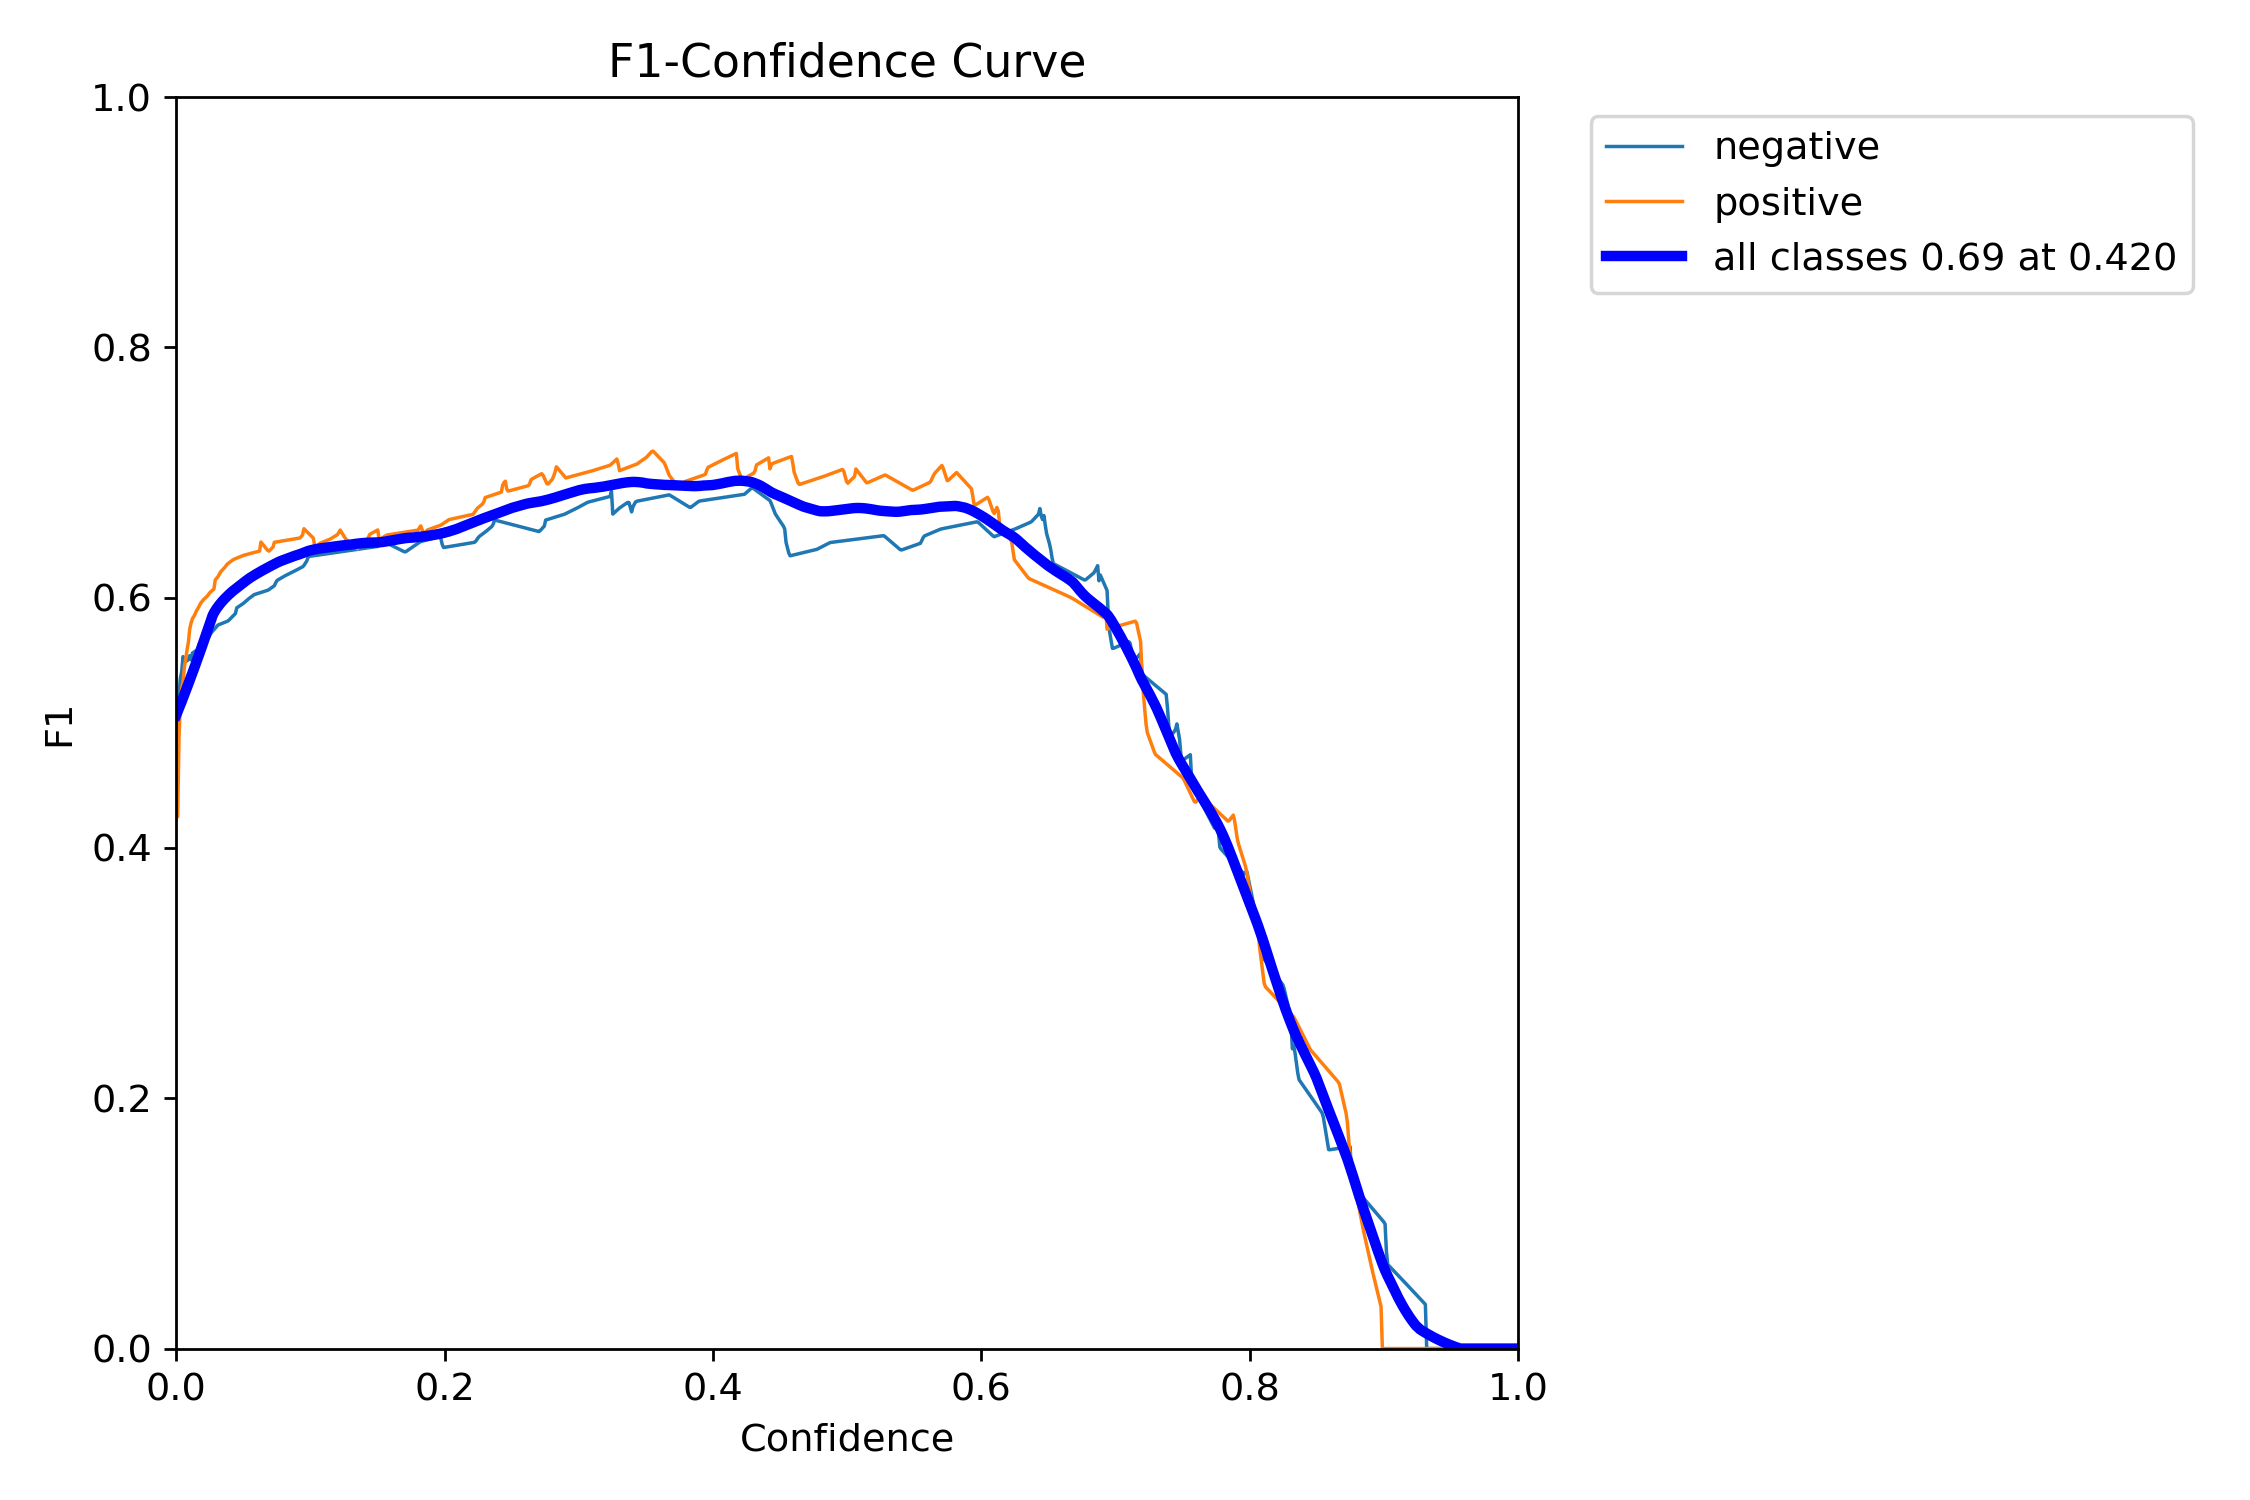 F1-Confidence Curve
1.0
0.8
0.6
0.4
0.2
0.0
F1
0.0 0.2 0.4 0.6 0.8 1.0
Confidence
negative
positive
all classes 0.69 at 0.420